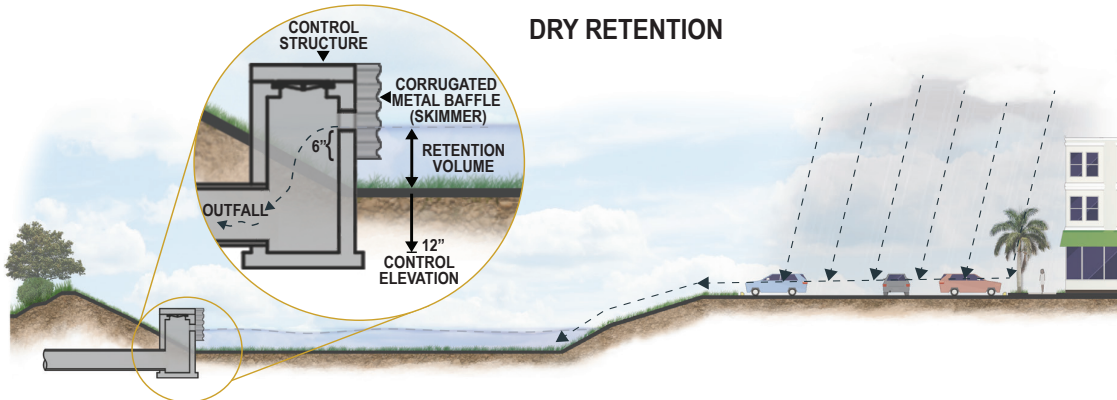 DRY RETENTION
CONTROL
STRUCTURE
CORRUGATED
METAL BAFFLE
(SKIMMER)
6”
RETENTION
VOLUME
OUTFALL
12”
CONTROL
ELEVATION